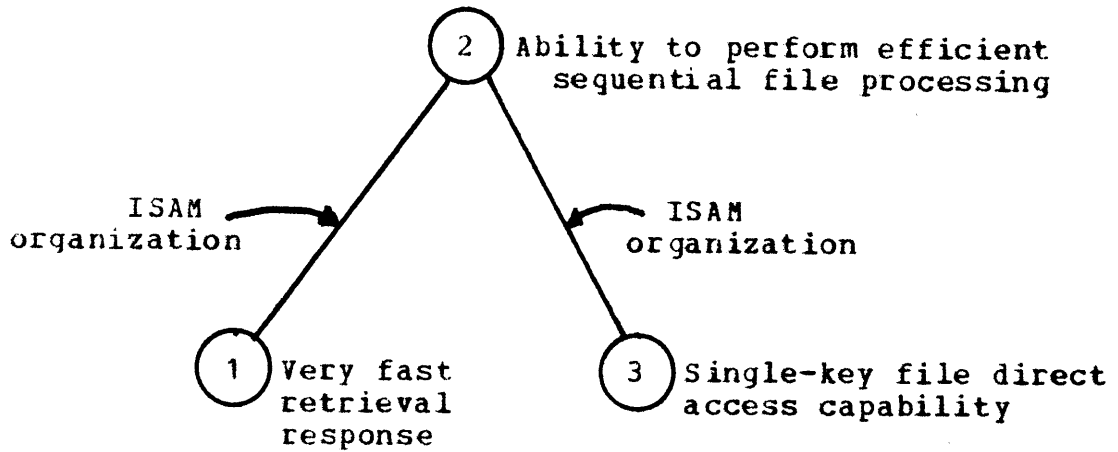 2
Ability to perform efficient
sequential file processing
ISAM
organization
ISAM
organization
1
Very fast
retrieval
response
3
Single-key file direct
access capability